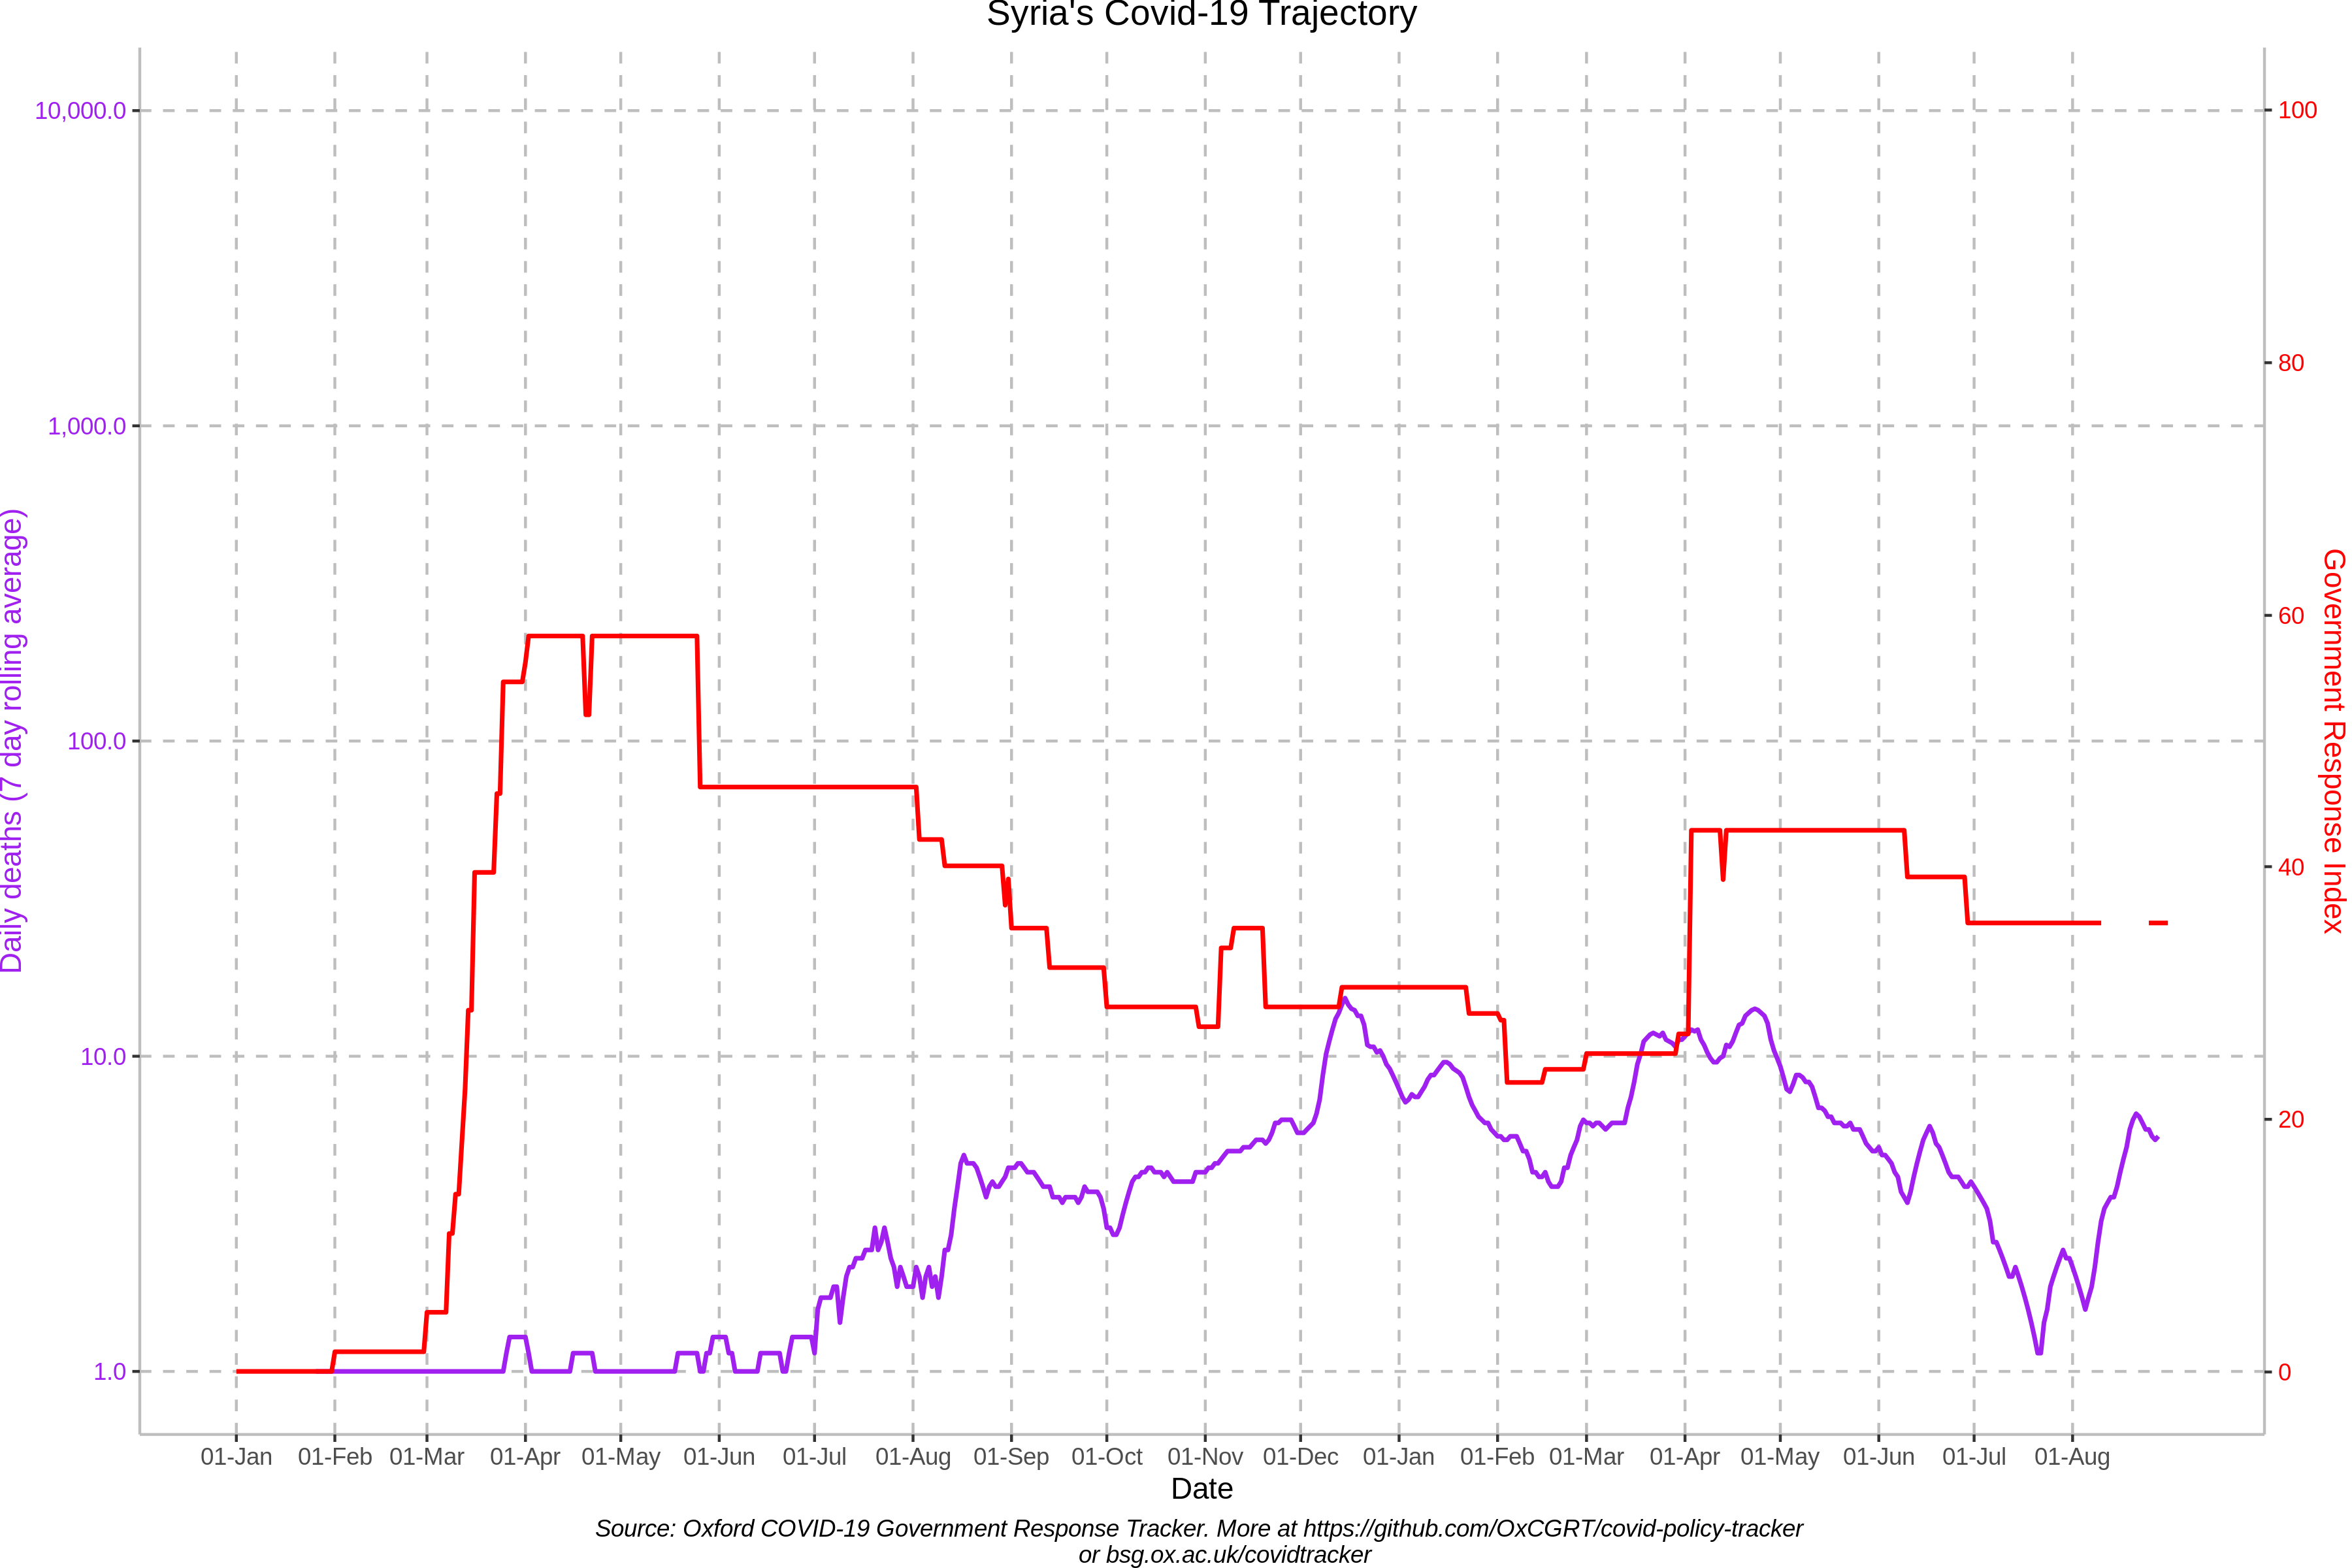 Syria's Covid-19 Trajectory
10,000.0
1,000.0
100.0
10.0
1.0
Daily deaths (7 day rolling average)
100
80
60
40
20
0
Government Response Index
01-Jan 01-Feb 01-Mar 01-Apr 01-May 01-Jun 01-Jul 01-Aug 01-Sep 01-Oct 01-Nov 01-Dec 01-Jan 01-Feb 01-Mar 01-Apr 01-May 01-Jun 01-Jul 01-Aug
Date
Source: Oxford COVID-19 Government Response Tracker. More at https://github.com/OxCGRT/covid-policy-tracker
or bsg.ox.ac.uk/covidtracker